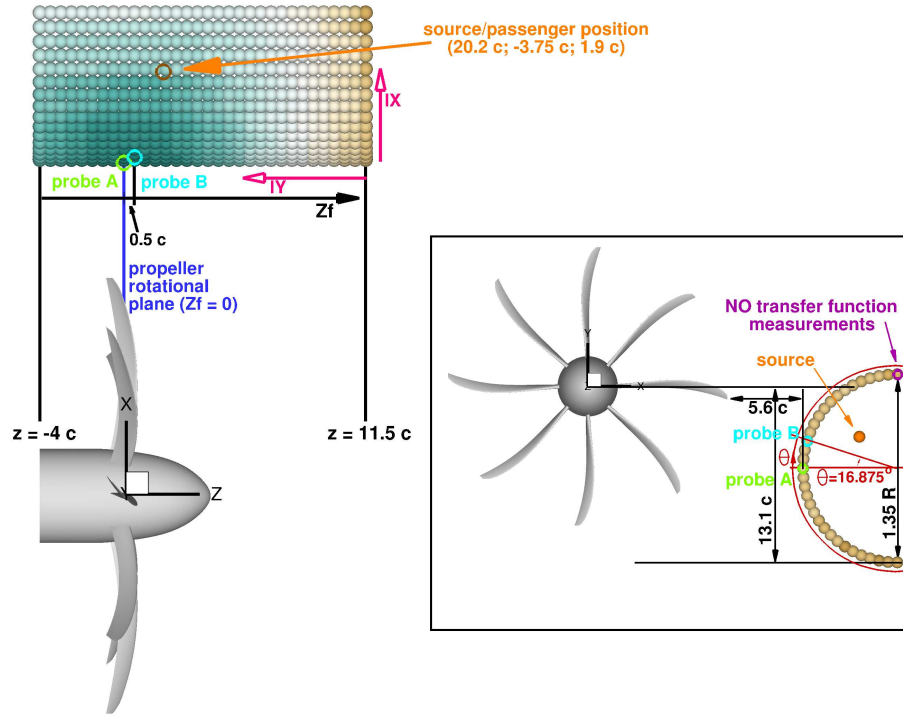 source/passenger position
(20.2 c; -3.75 c; 1.9 c)
IX
probe A
probe B
IY
Zf
0.5 c
propeller
rotational
plane (Zf = 0)
z = -4 c
z = 11.5 c
X
Y
Z
NO transfer function
measurements
source
Y
Z
X
5.6 c
probe B
θ
probe A
θ=16.875°
13.1 c
1.35 R